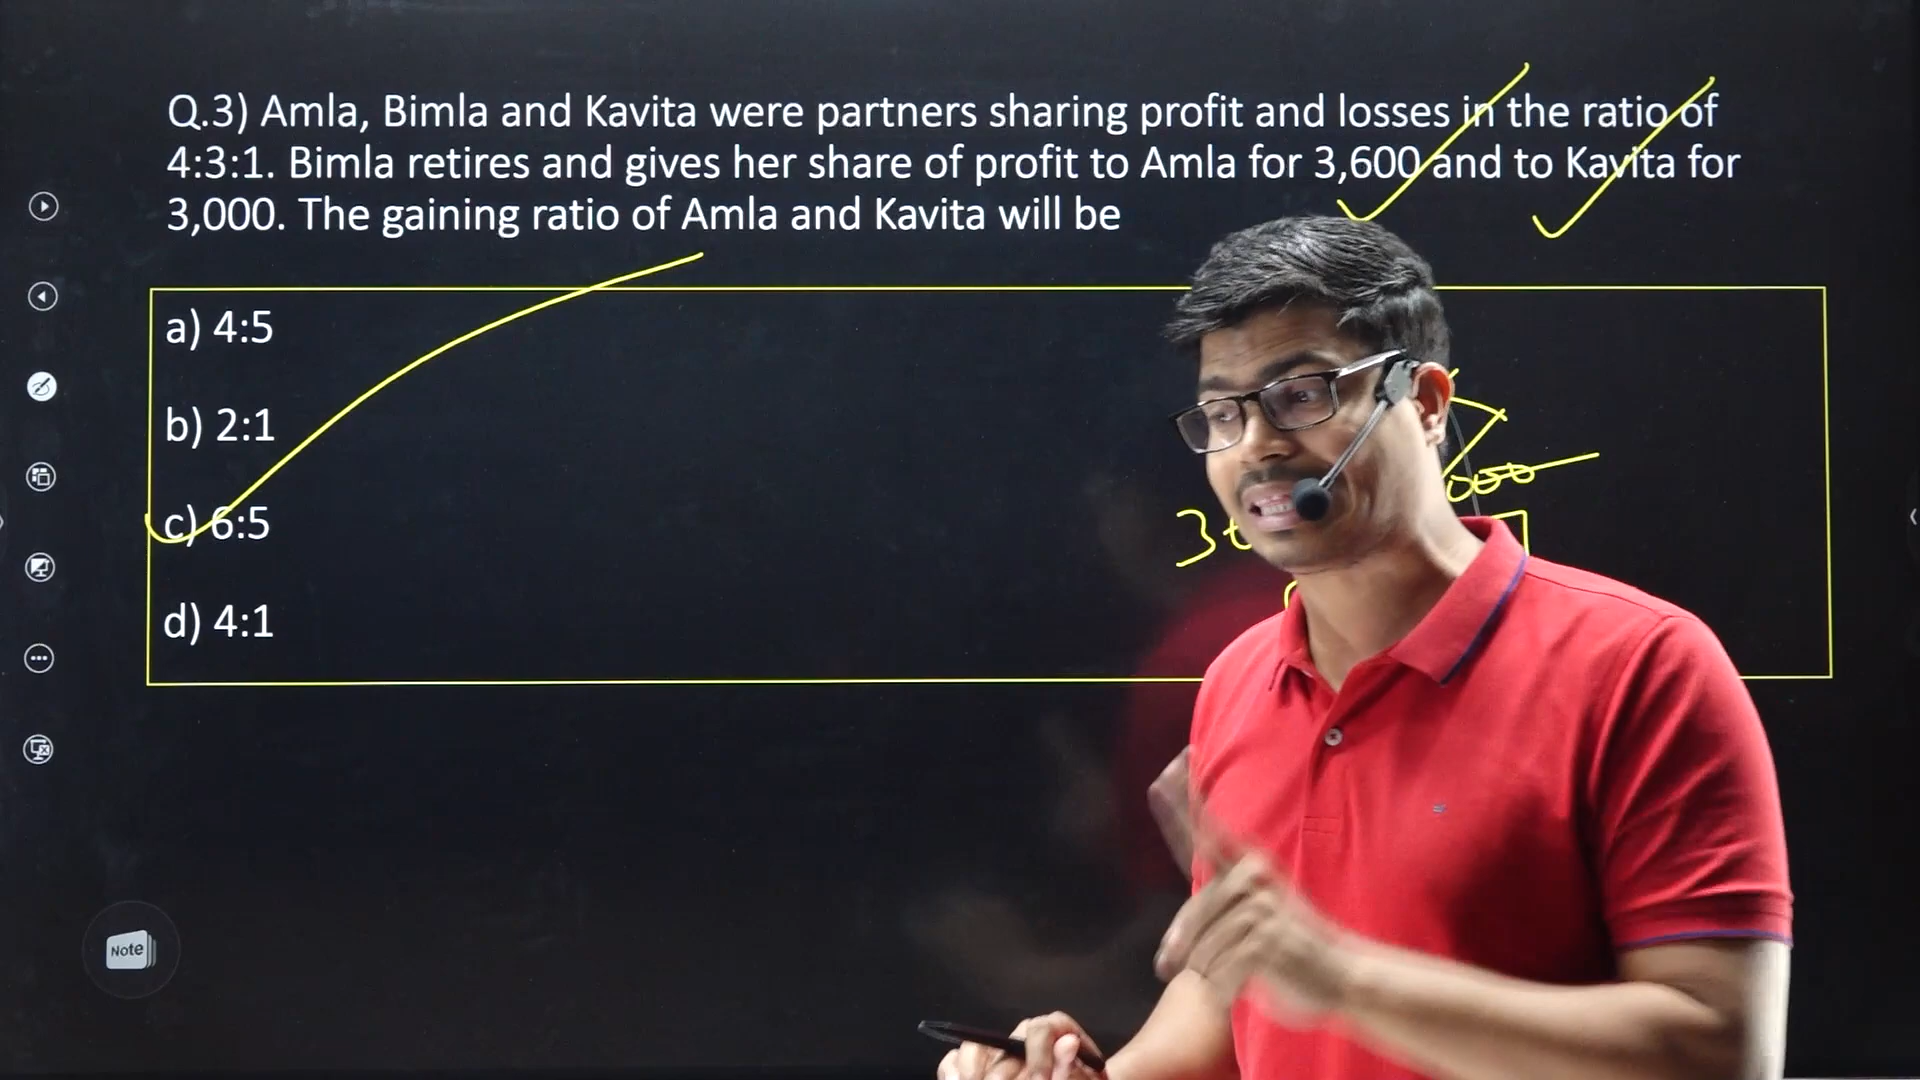 Q.3) Amla, Bimla and Kavita were partners sharing profit and losses in the ratio of
4:3:1. Bimla retires and gives her share of profit to Amla for 3,600 and to Kavita for
3,000. The gaining ratio of Amla and Kavita will be
a) 4:5
b) 2:1
c) 6:5
d) 4:1
Note